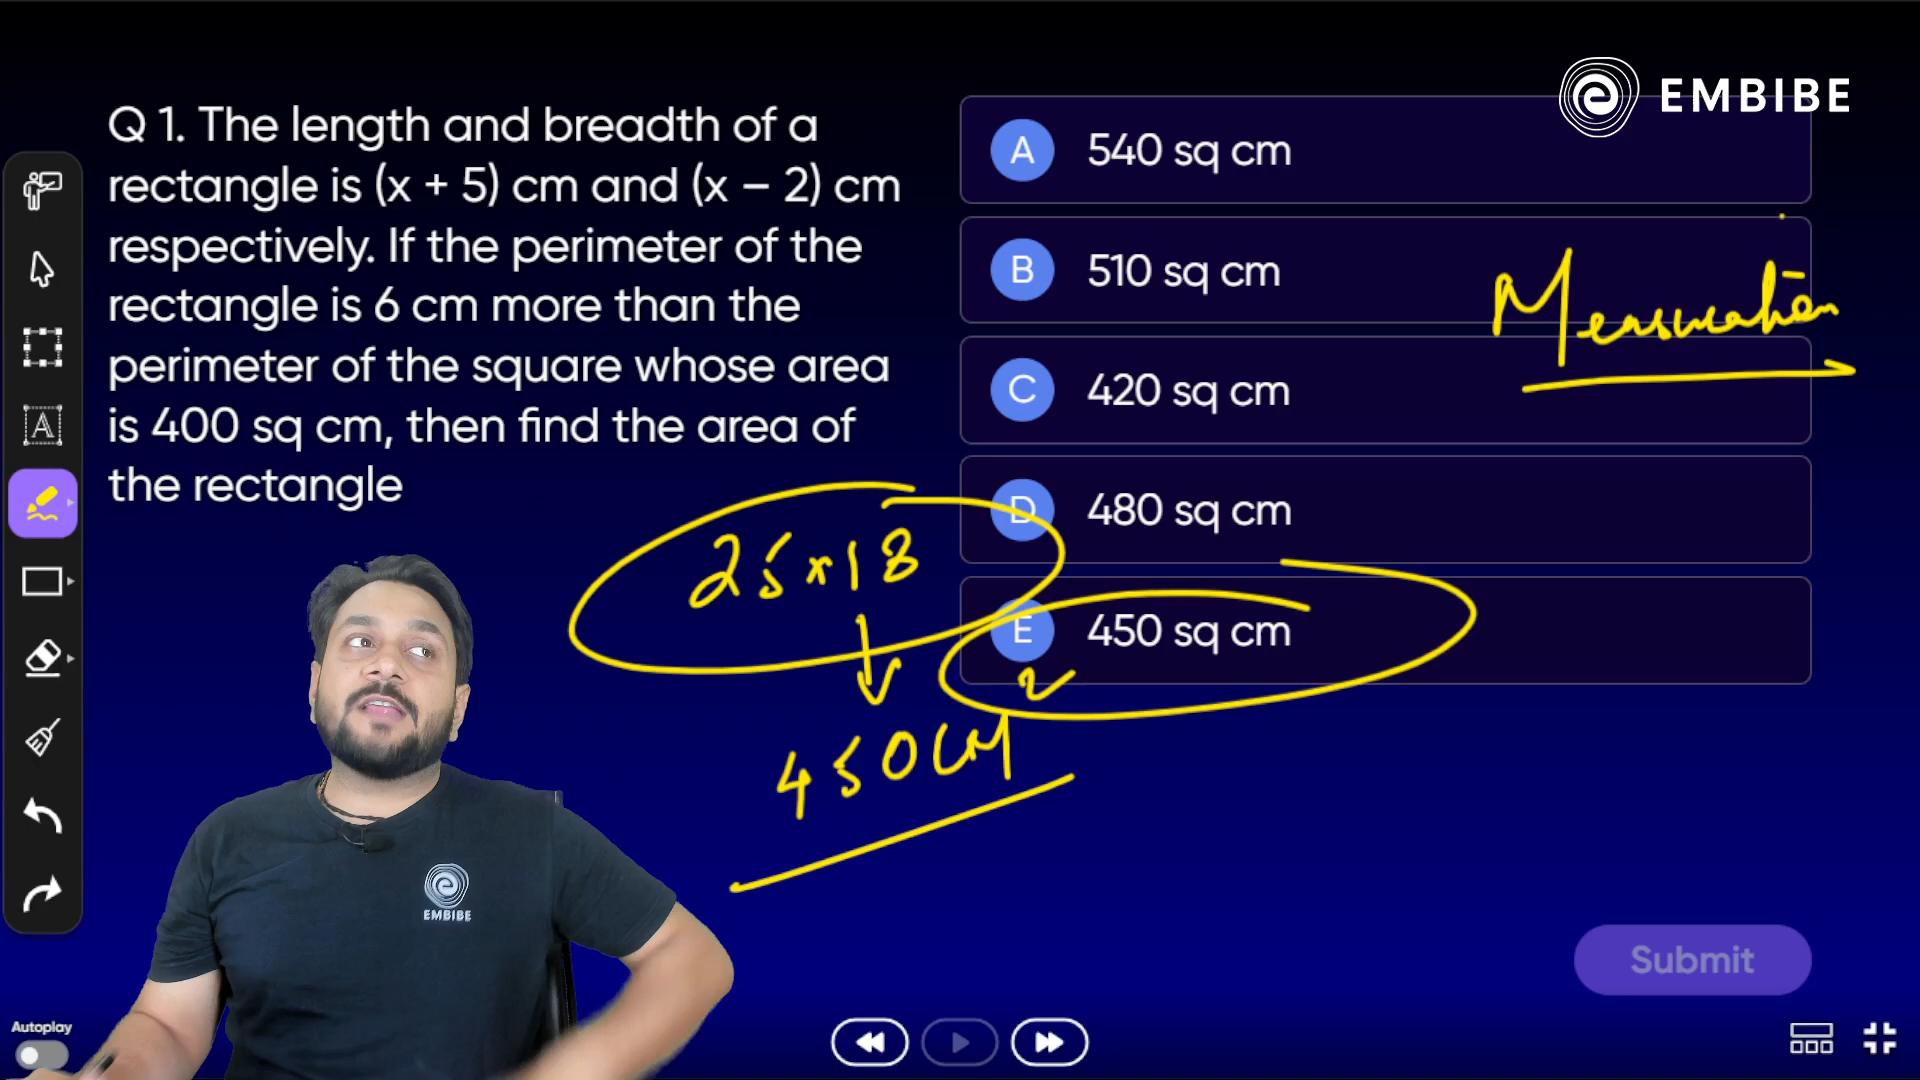 EMBIBE
Q 1. The length and breadth of a
rectangle is (x + 5) cm and (x – 2) cm
respectively. If the perimeter of the
rectangle is 6 cm more than the
perimeter of the square whose area
is 400 sq cm, then find the area of
the rectangle
A 540 sq cm
B 510 sq cm
C 420 sq cm
D 480 sq cm
E 450 sq cm
Mensuration
25×18
450 cm²
EMBIBE
Submit
Autoplay
A